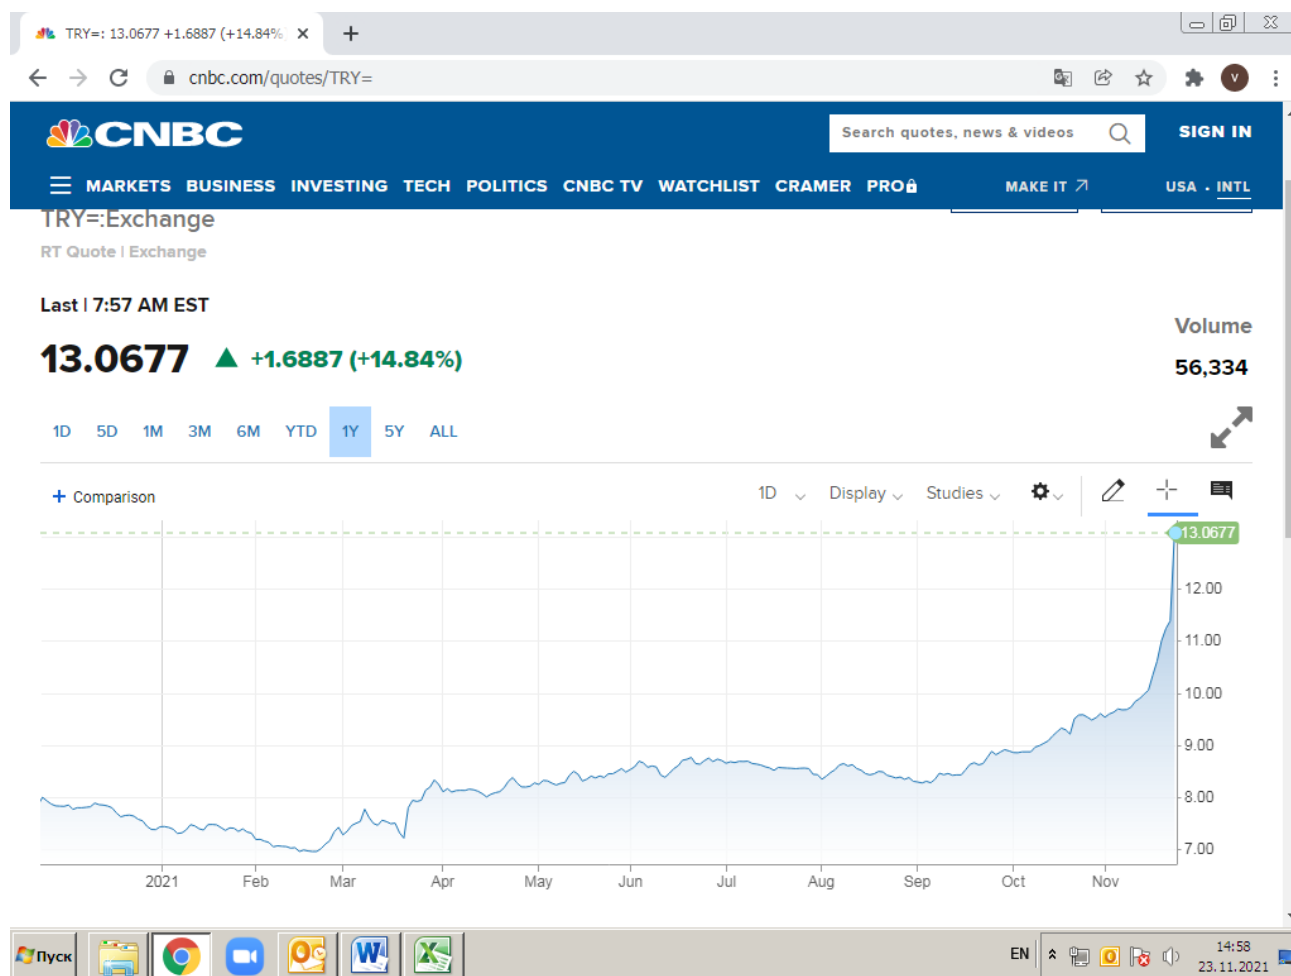 TRY=: 13.0677 +1.6887 (+14.84%)
cnbc.com/quotes/TRY=
V
CNBC
Search quotes, news & videos
SIGN IN
MARKETS BUSINESS INVESTING TECH POLITICS CNBC TV WATCHLIST CRAMER PRO
MAKE IT
USA • INTL
TRY=:Exchange
RT Quote | Exchange
Last | 7:57 AM EST
Volume
13.0677 +1.6887 (+14.84%)
56,334
1D 5D 1M 3M 6M YTD 1Y 5Y ALL
+ Comparison
1D Display Studies
13.0677
12.00
11.00
10.00
9.00
8.00
7.00
2021 Feb Mar Apr May Jun Jul Aug Sep Oct Nov
Пуск
EN
14:58
23.11.2021